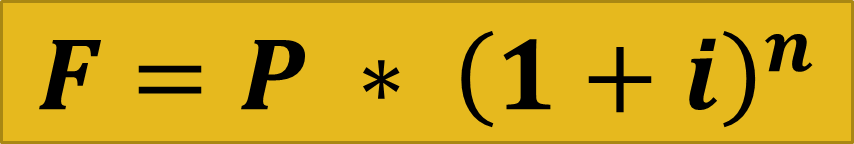 F = P * (1 + i)ⁿ